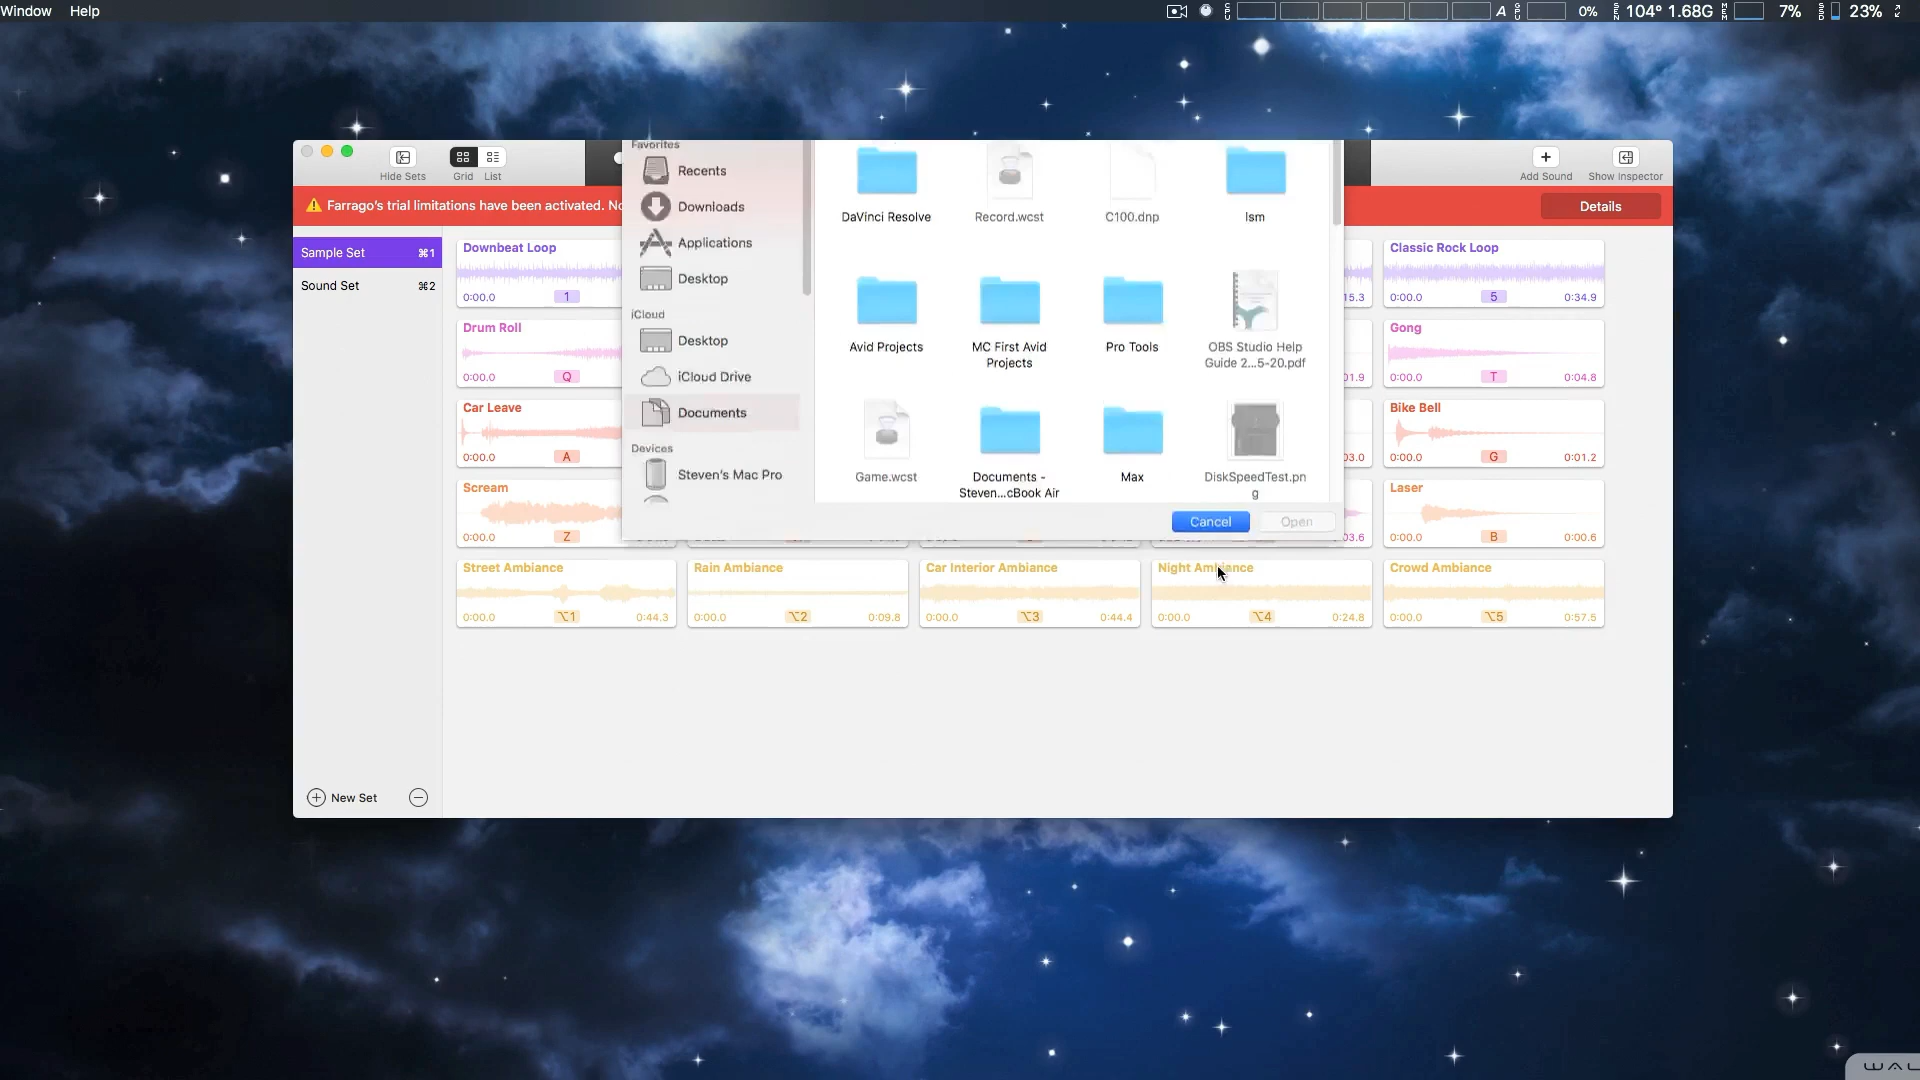 Window Help
A 0% 104° 1.68G 7% 23%
Hide Sets Grid List
Add Sound Show Inspector
Farrago's trial limitations have been activated. No
Details
Sample Set ⌘1
Sound Set ⌘2
New Set
Favorites
Recents
Downloads
Applications
Desktop
iCloud
Desktop
iCloud Drive
Documents
Devices
Steven's Mac Pro
DaVinci Resolve
Record.wcst
C100.dnp
Ism
Avid Projects
MC First Avid
Projects
Pro Tools
OBS Studio Help
Guide 2...5-20.pdf
Game.wcst
Documents -
Steven...cBook Air
Max
DiskSpeedTest.pn
g
Cancel Open
Downbeat Loop
0:00.0 1
15.3
Classic Rock Loop
0:00.0 5 0:34.9
Drum Roll
0:00.0 Q
01.9
Gong
0:00.0 T 0:04.8
Car Leave
0:00.0 A
03.0
Bike Bell
0:00.0 G 0:01.2
Scream
0:00.0 Z
03.6
Laser
0:00.0 B 0:00.6
Street Ambiance
0:00.0 ⌥1 0:44.3
Rain Ambiance
0:00.0 ⌥2 0:09.8
Car Interior Ambiance
0:00.0 ⌥3 0:44.4
Night Ambiance
0:00.0 ⌥4 0:24.8
Crowd Ambiance
0:00.0 ⌥5 0:57.5